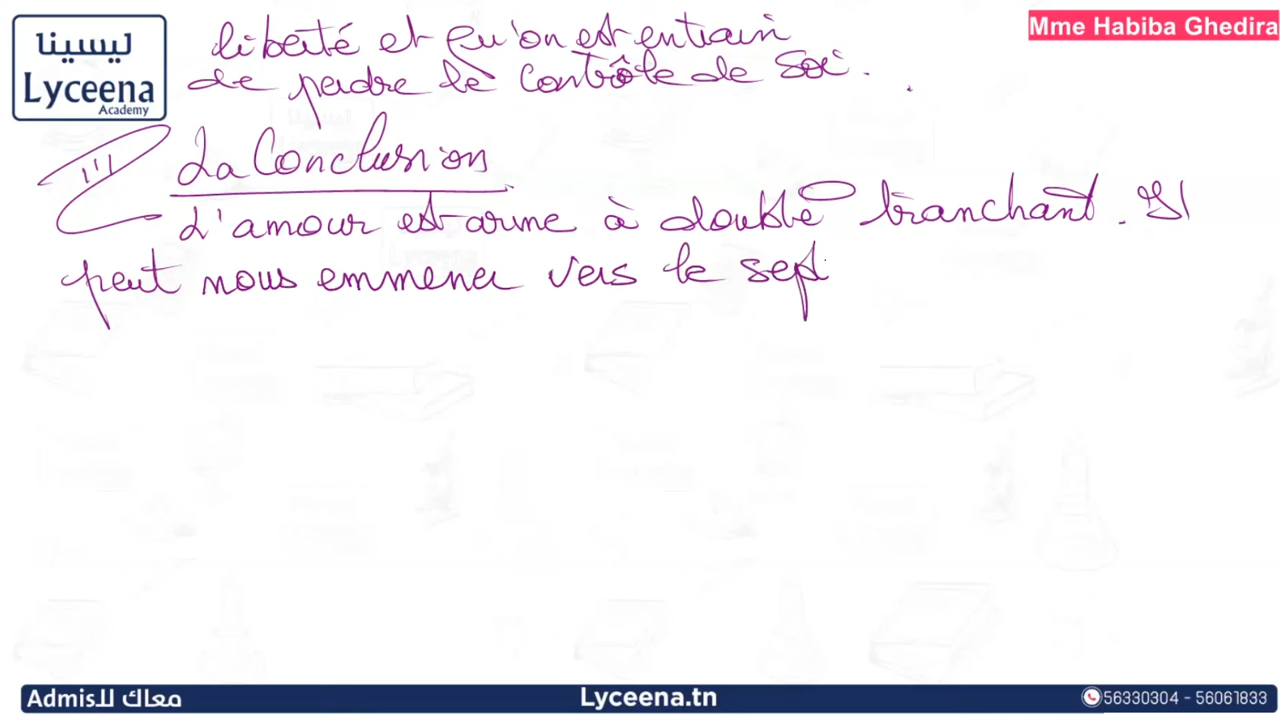 ليسينا
Lyceena
Academy
Mme Habiba Ghedira
liberté et qu'on est entrain
de perdre le contrôle de soi.
III
La Conclusion
L'amour est arme à double tranchant. Il
peut nous emmener vers le sept
Admis معاك للـ
Lyceena.tn
56330304 - 56061833